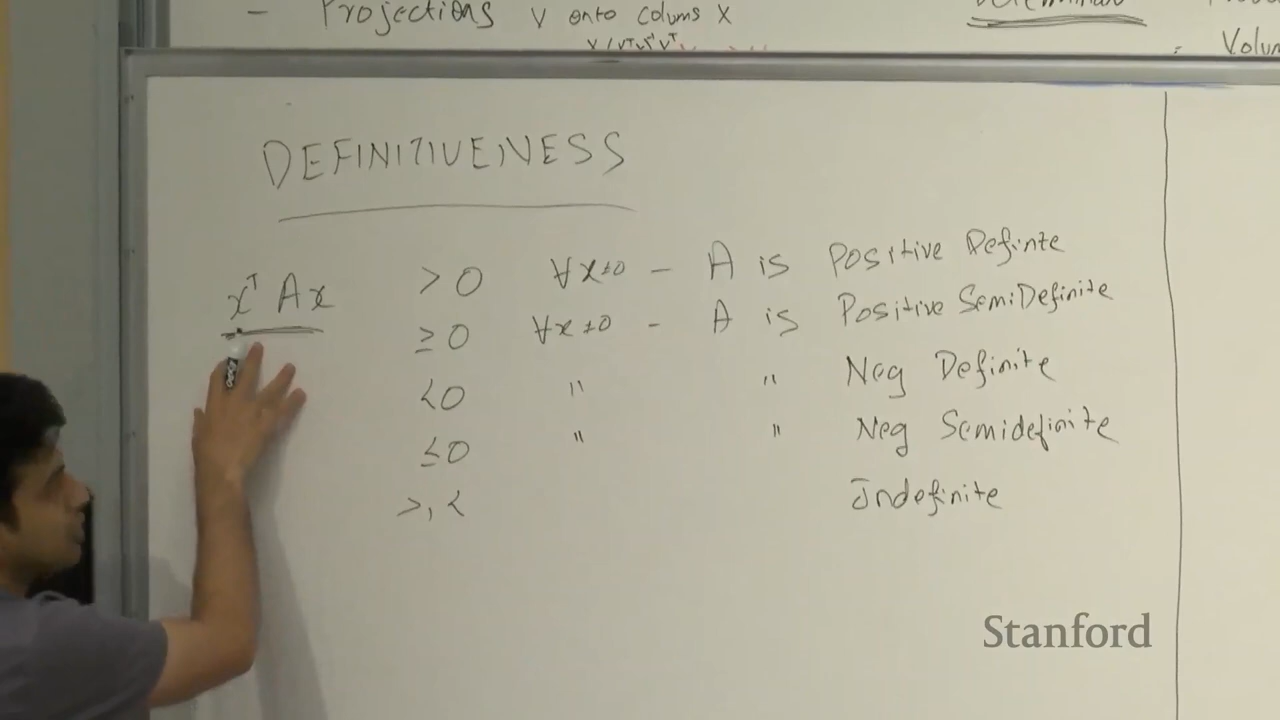 - Projections v onto colums X
Volum
DEFINITIVENESS
xᵀAx > 0 ∀x≠0 - A is Positive Definte
≥ 0 ∀x≠0 - A is Positive SemiDefinite
< 0 " " Neg Definite
≤ 0 " " Neg Semidefinite
>, < Indefinite
Stanford